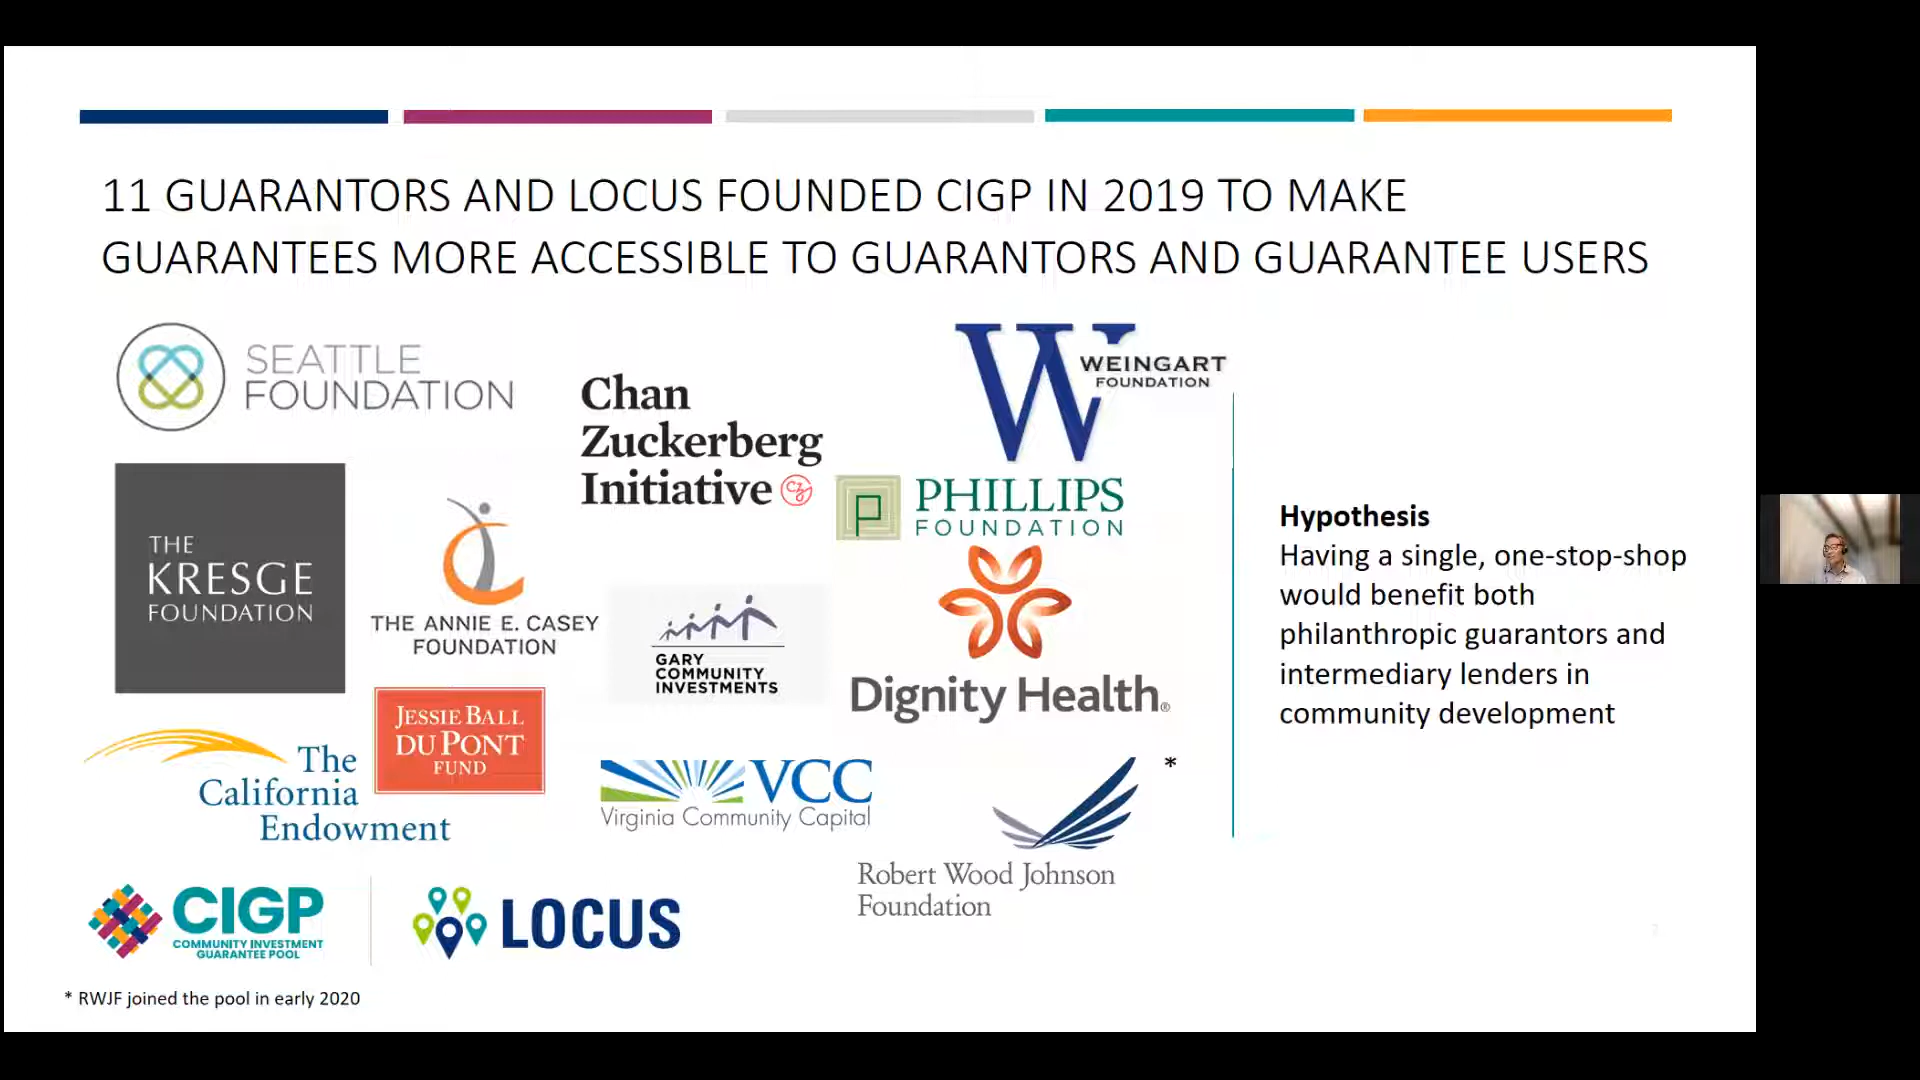 11 GUARANTORS AND LOCUS FOUNDED CIGP IN 2019 TO MAKE
GUARANTEES MORE ACCESSIBLE TO GUARANTORS AND GUARANTEE USERS
SEATTLE
FOUNDATION
Chan
Zuckerberg
Initiative
CZI
W
WEINGART
FOUNDATION
THE
KRESGE
FOUNDATION
THE ANNIE E. CASEY
FOUNDATION
P
PHILLIPS
FOUNDATION
GARY
COMMUNITY
INVESTMENTS
Dignity Health®
The
California
Endowment
JESSIE BALL
DU PONT
FUND
VCC
Virginia Community Capital
*
Robert Wood Johnson
Foundation
CIGP
COMMUNITY INVESTMENT
GUARANTEE POOL
LOCUS
* RWJF joined the pool in early 2020
Hypothesis
Having a single, one-stop-shop
would benefit both
philanthropic guarantors and
intermediary lenders in
community development
7